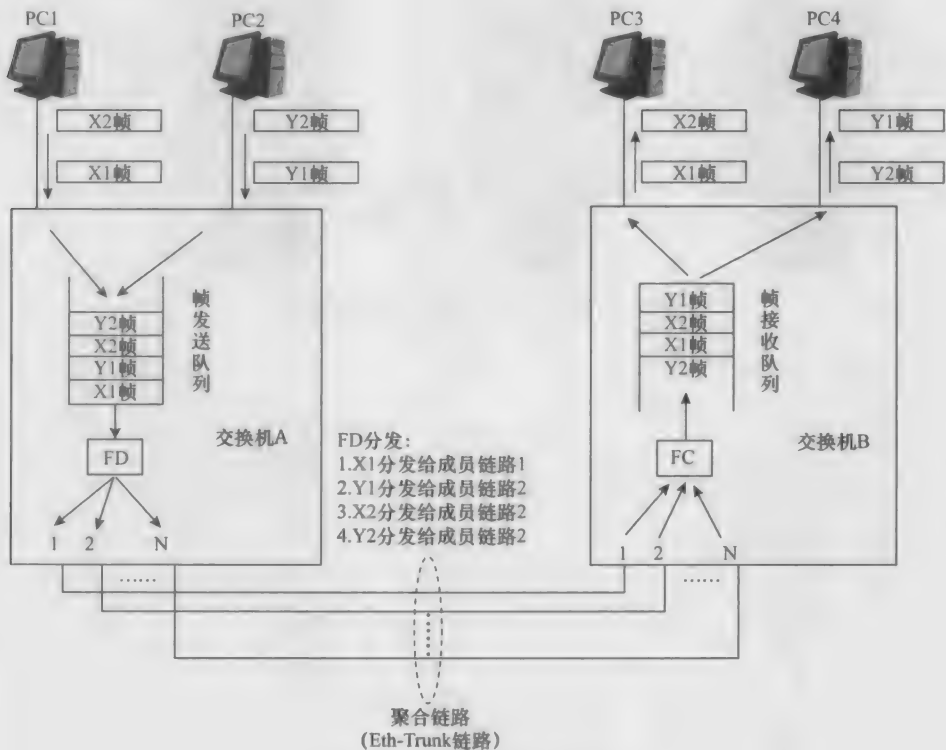 PC1
PC2
PC3
PC4
X2帧
Y2帧
X2帧
Y1帧
X1帧
Y1帧
X1帧
Y2帧
Y2帧
X2帧
Y1帧
X1帧
帧发送队列
FD
交换机A
1
2
N
……
FD分发:
1.X1分发给成员链路1
2.Y1分发给成员链路2
3.X2分发给成员链路2
4.Y2分发给成员链路2
Y1帧
X2帧
X1帧
Y2帧
帧接收队列
FC
交换机B
1
2
N
……
聚合链路
(Eth-Trunk链路)